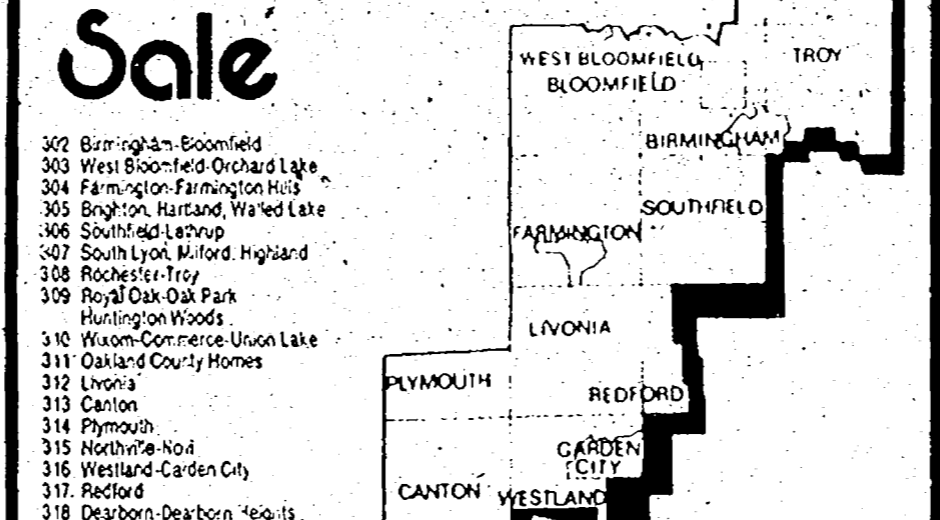 Sale
302 Birmingham-Bloomfield
303 West Bloomfield-Orchard Lake
304 Farmington-Farmington Hills
305 Brighton, Hartland, Walled Lake
306 Southfield-Lathrup
307 South Lyon, Milford, Highland
308 Rochester-Troy
309 Royal Oak-Oak Park
Huntington Woods
310 Wixom-Commerce-Union Lake
311 Oakland County Homes
312 Livonia
313 Canton
314 Plymouth
315 Northville-Novi
316 Westland-Garden City
317 Redford
318 Dearborn-Dearborn Heights
WEST BLOOMFIELD
BLOOMFIELD
TROY
BIRMINGHAM
SOUTHFIELD
FARMINGTON
LIVONIA
PLYMOUTH
REDFORD
GARDEN
CITY
CANTON
WESTLAND